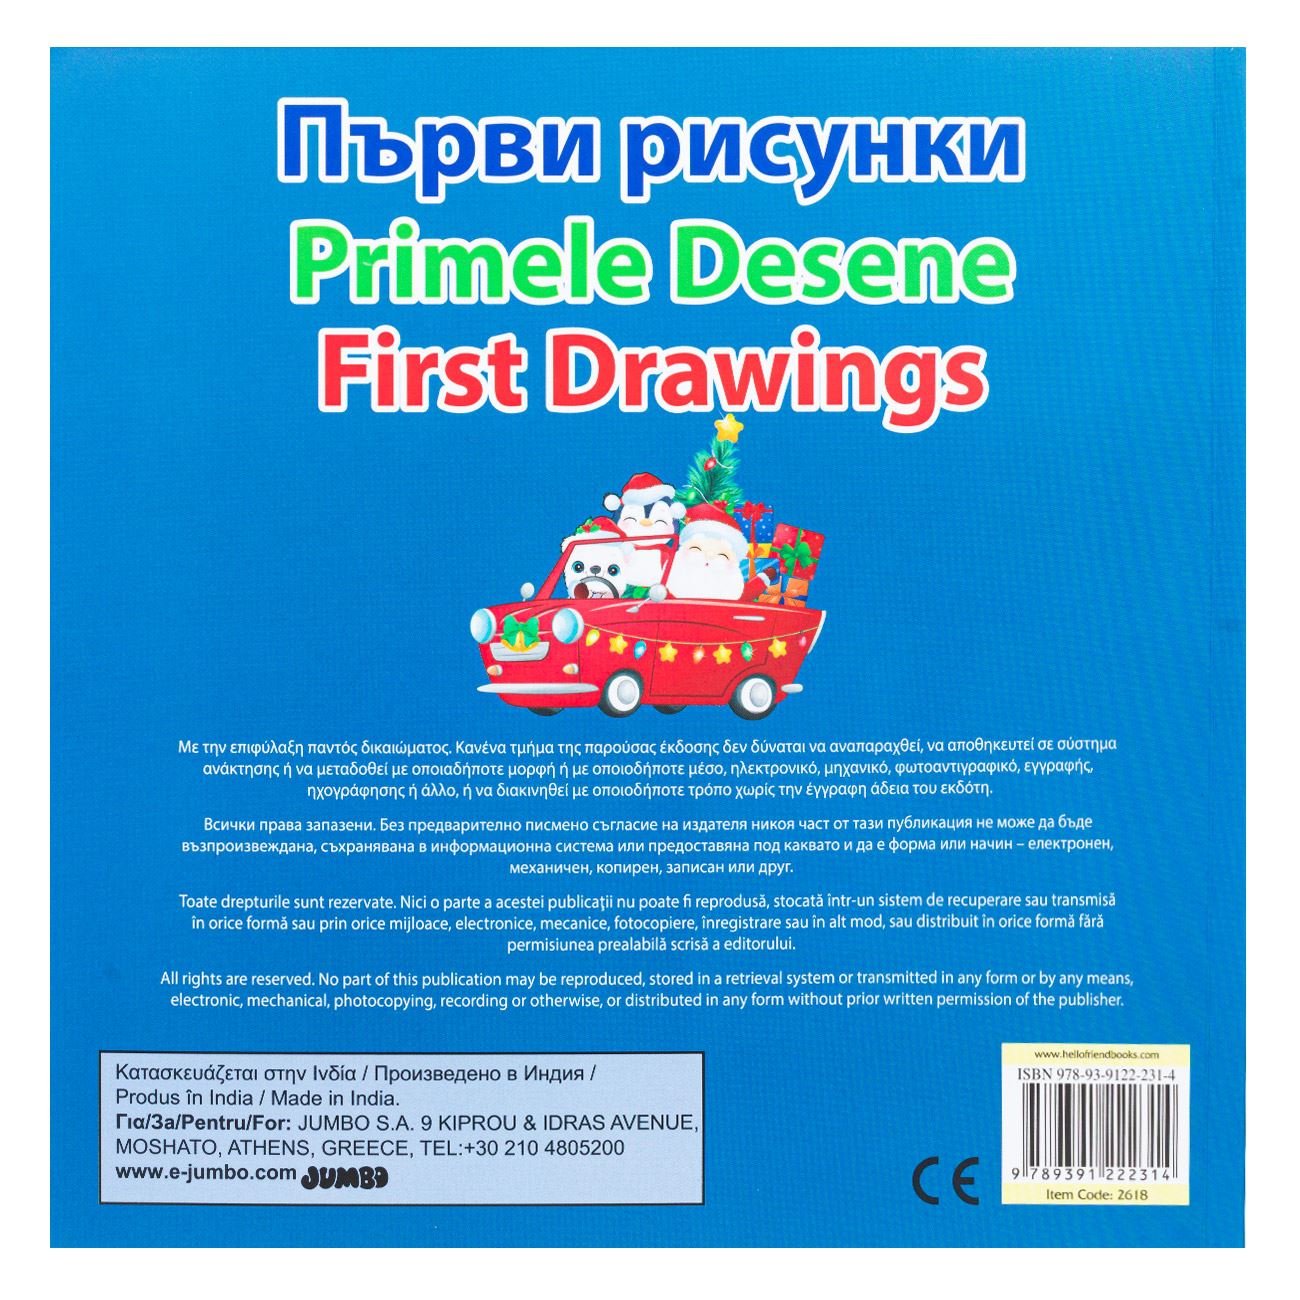 Първи рисунки
Primele Desene
First Drawings
Με την επιφύλαξη παντός δικαιώματος. Κανένα τμήμα της παρούσας έκδοσης δεν δύναται να αναπαραχθεί, να αποθηκευτεί σε σύστημα
ανάκτησης ή να μεταδοθεί με οποιαδήποτε μορφή ή με οποιοδήποτε μέσο, ηλεκτρονικό, μηχανικό, φωτοαντιγραφικό, εγγραφής,
ηχογράφησης ή άλλο, ή να διακινηθεί με οποιοδήποτε τρόπο χωρίς την έγγραφη άδεια του εκδότη.
Всички права запазени. Без предварително писмено съгласие на издателя никоя част от тази публикация не може да бъде
възпроизвеждана, съхранявана в информационна система или предоставяна под каквато и да е форма или начин – електронен,
механичен, копирен, записан или друг.
Toate drepturile sunt rezervate. Nici o parte a acestei publicaţii nu poate fi reprodusă, stocată într-un sistem de recuperare sau transmisă
în orice formă sau prin orice mijloace, electronice, mecanice, fotocopiere, înregistrare sau în alt mod, sau distribuit în orice formă fără
permisiunea prealabilă scrisă a editorului.
All rights are reserved. No part of this publication may be reproduced, stored in a retrieval system or transmitted in any form or by any means,
electronic, mechanical, photocopying, recording or otherwise, or distributed in any form without prior written permission of the publisher.
Κατασκευάζεται στην Ινδία / Произведено в Индия /
Produs în India / Made in India.
Για/За/Pentru/For: JUMBO S.A. 9 KIPROU & IDRAS AVENUE,
MOSHATO, ATHENS, GREECE, TEL:+30 210 4805200
www.e-jumbo.com JUMBO
CE
www.hellofriendbooks.com
ISBN 978-93-9122-231-4
9 789391 222314
Item Code: 2618